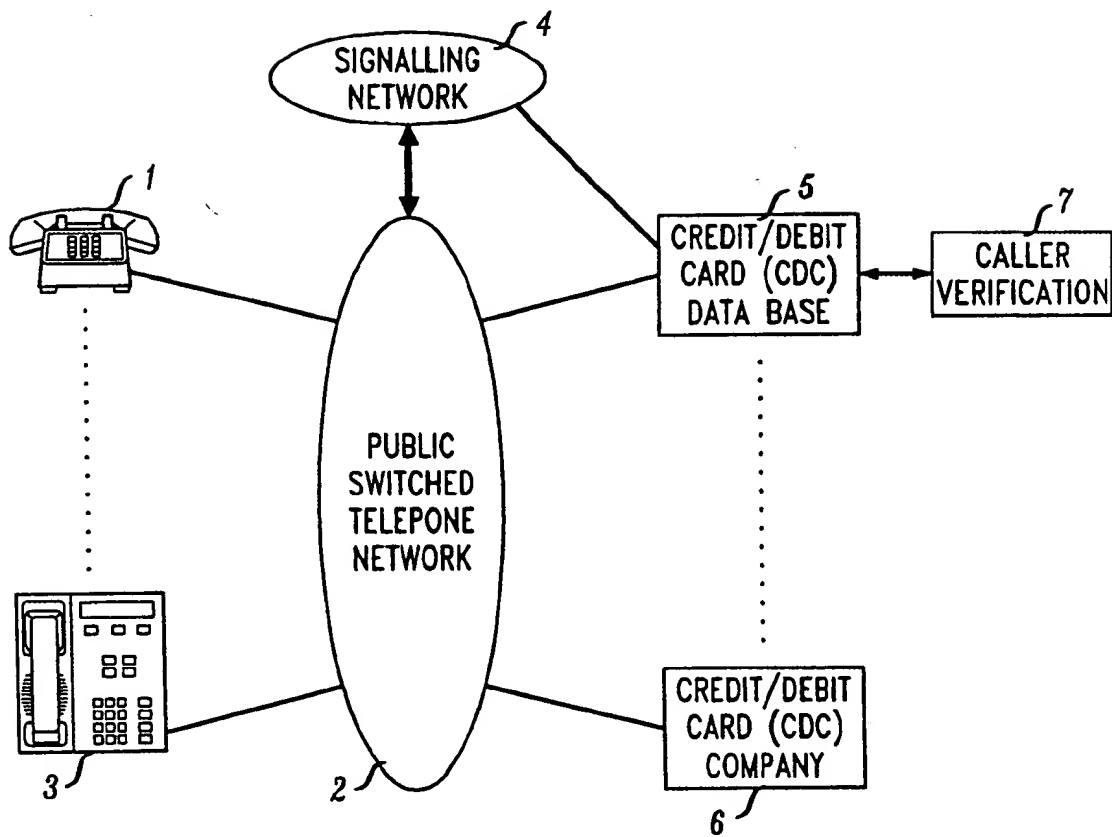 4
SIGNALLING
NETWORK
1
5
CREDIT/DEBIT
CARD (CDC)
DATA BASE
7
CALLER
VERIFICATION
PUBLIC
SWITCHED
TELEPONE
NETWORK
3
2
CREDIT/DEBIT
CARD (CDC)
COMPANY
6